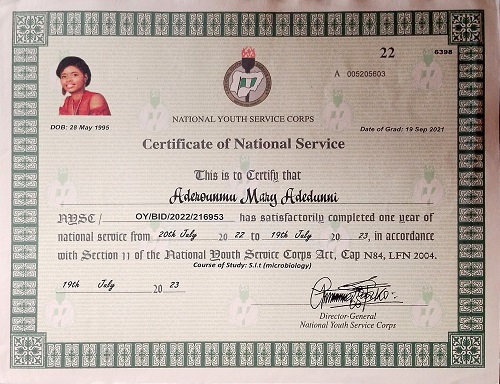 22
6398
A 005205603
NATIONAL YOUTH SERVICE CORPS
DOB: 28 May 1995
Date of Grad: 19 Sep 2021
Certificate of National Service
This is to Certify that
Aderounmu Mary Adedunni
NYSC/ OY/BID/2022/216953 has satisfactorily completed one year of
national service from 20th July 20 22 to 19th July 20 23, in accordance
with Section 11 of the National Youth Service Corps Act, Cap N84, LFN 2004.
Course of Study: S.l.t (microbiology)
19th July 20 23
Director-General
National Youth Service Corps